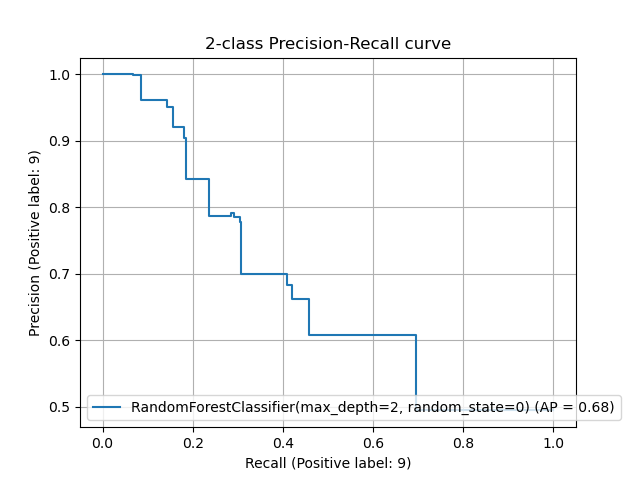 2-class Precision-Recall curve
1.0
0.9
0.8
0.7
0.6
0.5
Precision (Positive label: 9)
RandomForestClassifier(max_depth=2, random_state=0) (AP = 0.68)
0.0 0.2 0.4 0.6 0.8 1.0
Recall (Positive label: 9)